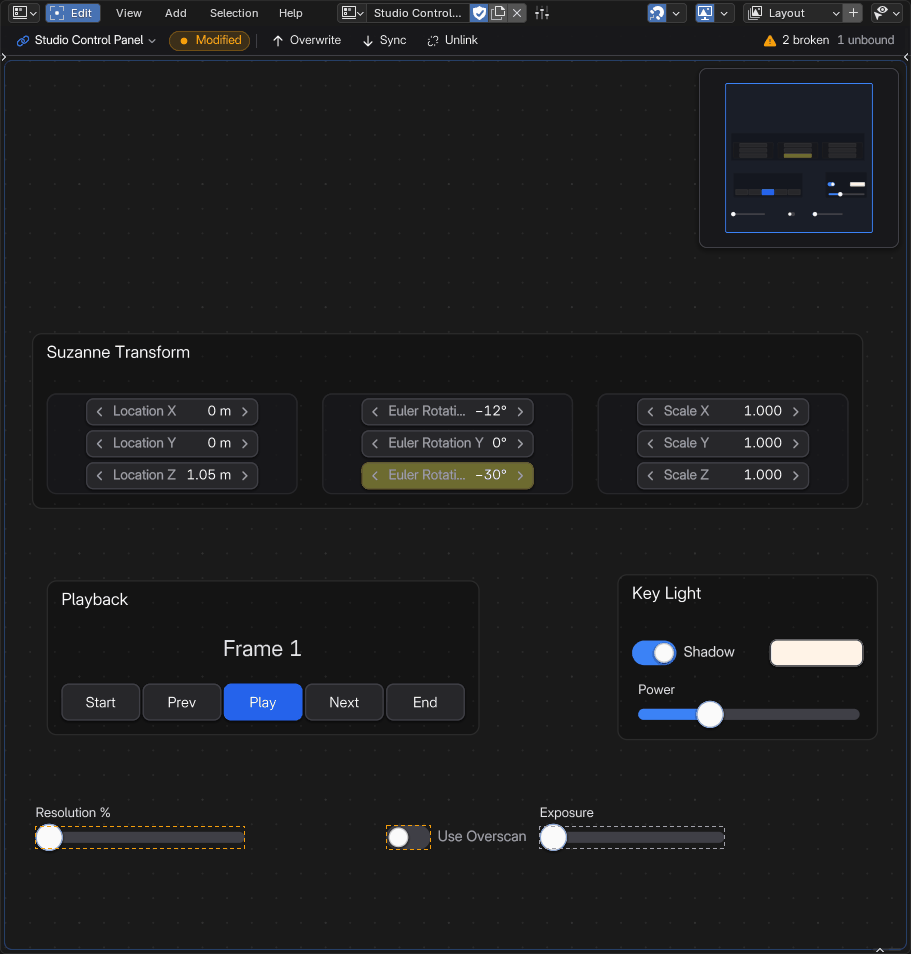 Edit View Add Selection Help Studio Control... Layout
Studio Control Panel Modified Overwrite Sync Unlink 2 broken 1 unbound
Suzanne Transform
Location X 0 m Euler Rotati... −12° Scale X 1.000
Location Y 0 m Euler Rotation Y 0° Scale Y 1.000
Location Z 1.05 m Euler Rotati... −30° Scale Z 1.000
Playback
Frame 1
Start Prev Play Next End
Key Light
Shadow
Power
Resolution %
Use Overscan
Exposure